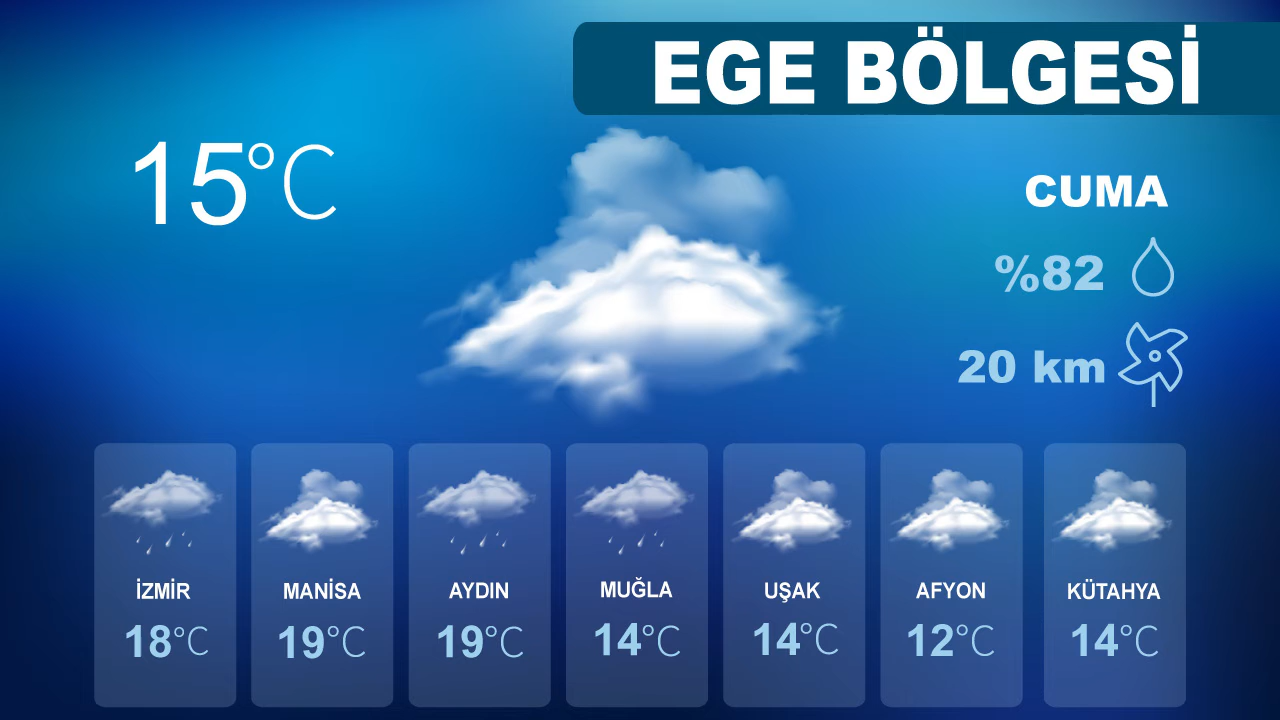 EGE BÖLGESİ
15°C
CUMA
%82
20 km
İZMİR
18°C
MANİSA
19°C
AYDIN
19°C
MUĞLA
14°C
UŞAK
14°C
AFYON
12°C
KÜTAHYA
14°C